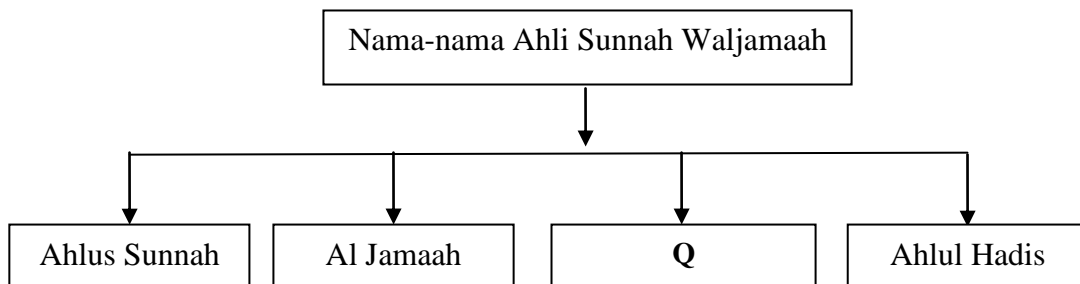 Nama-nama Ahli Sunnah Waljamaah
Ahlus Sunnah
Al Jamaah
Q
Ahlul Hadis